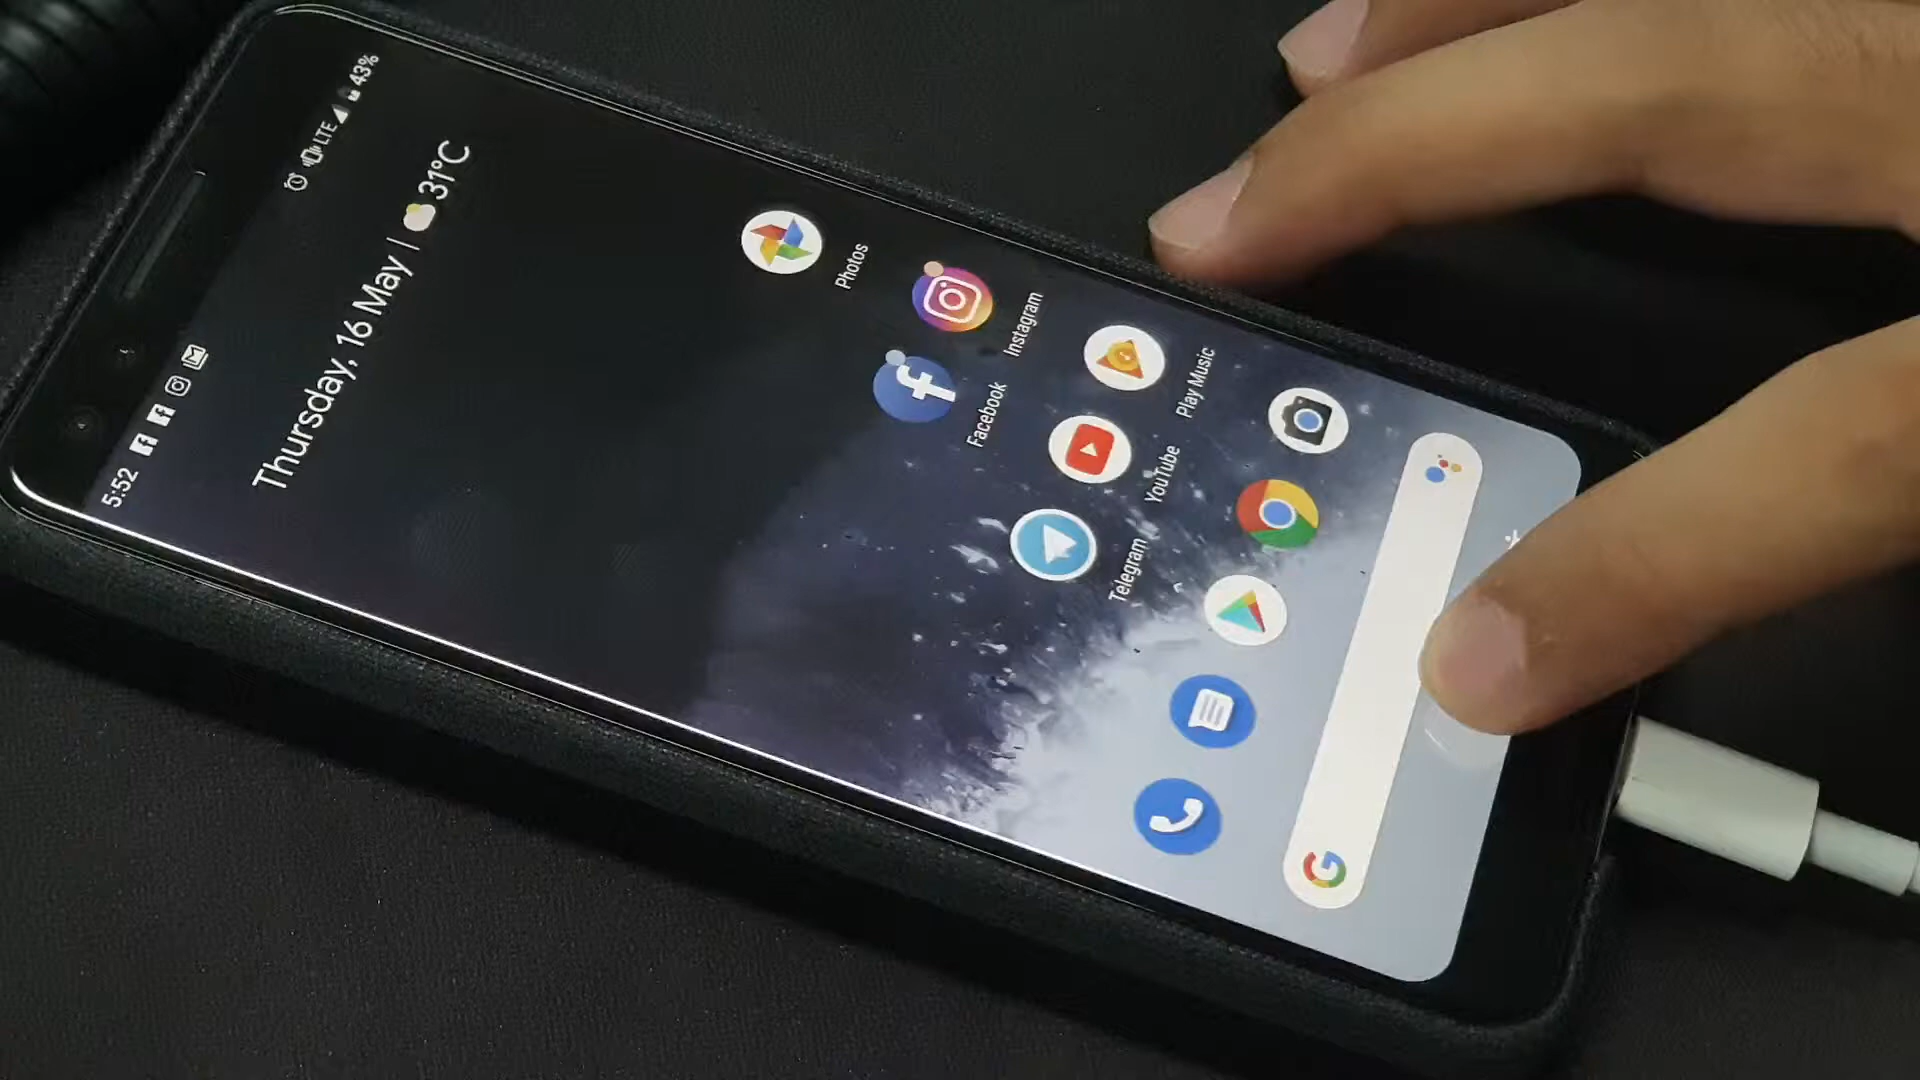 5:52
LTE 43%
Thursday, 16 May | 31°C
Photos
Facebook Instagram
Telegram YouTube Play Music